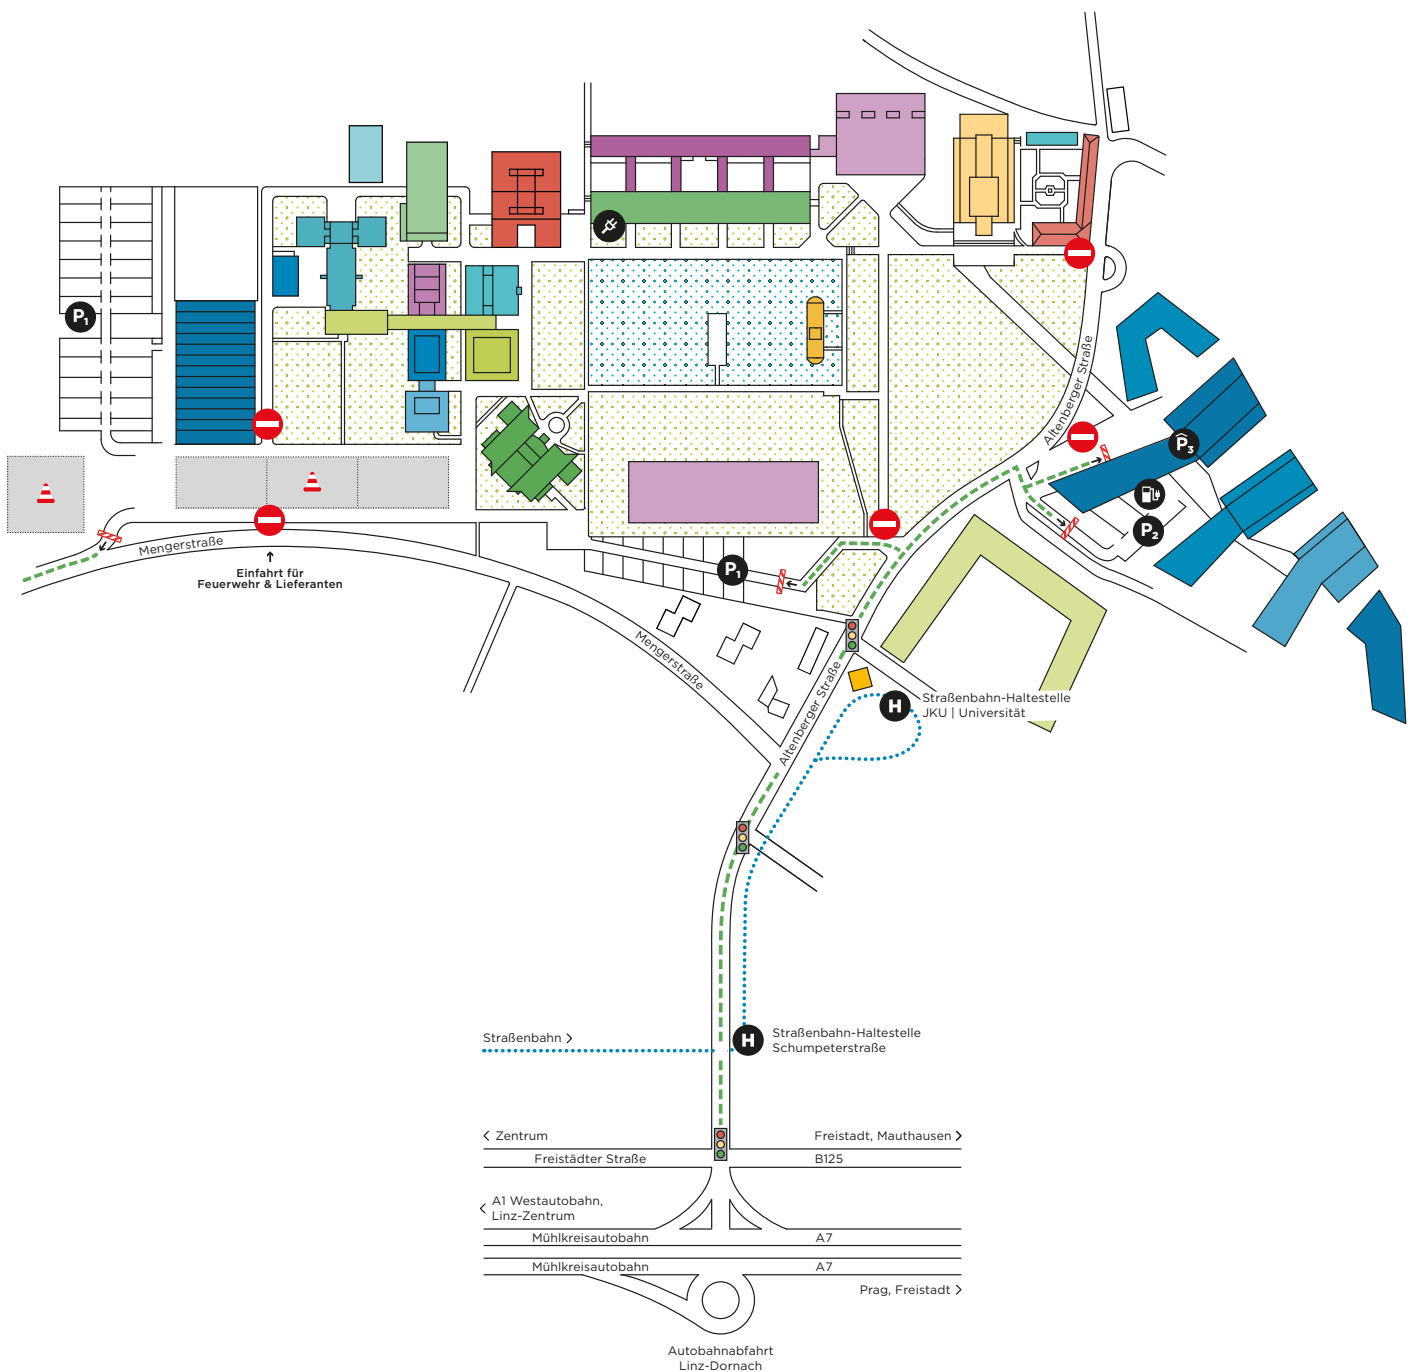 P1
Mengerstraße
Einfahrt für
Feuerwehr & Lieferanten
P1
Mengerstraße
Altenberger Straße
Altenberger Straße
P3
P2
H
Straßenbahn-Haltestelle
JKU | Universität
Straßenbahn >
H
Straßenbahn-Haltestelle
Schumpeterstraße
< Zentrum
Freistadt, Mauthausen >
Freistädter Straße
B125
A1 Westautobahn,
< Linz-Zentrum
Mühlkreisautobahn
A7
Mühlkreisautobahn
A7
Prag, Freistadt >
Autobahnabfahrt
Linz-Dornach